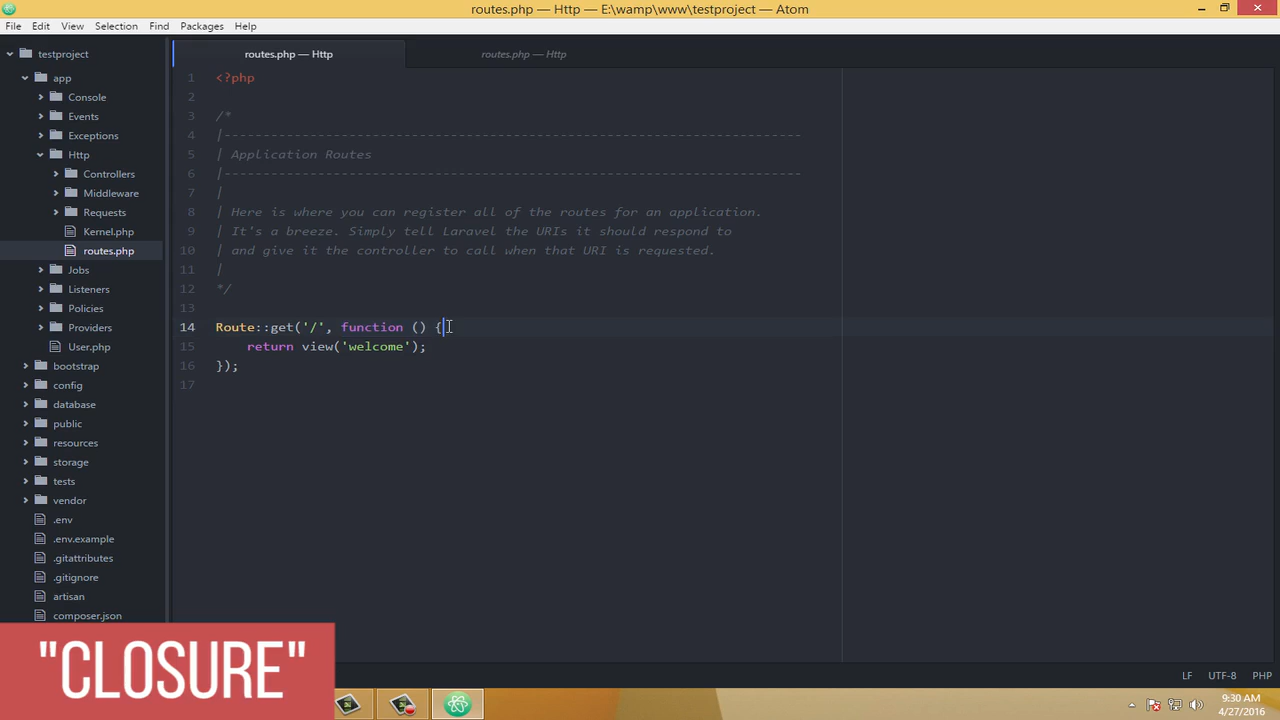 routes.php — Http — E:\wamp\www\testproject — Atom
File Edit View Selection Find Packages Help
testproject
app
Console
Events
Exceptions
Http
Controllers
Middleware
Requests
Kernel.php
routes.php
Jobs
Listeners
Policies
Providers
User.php
bootstrap
config
database
public
resources
storage
tests
vendor
.env
.env.example
.gitattributes
.gitignore
artisan
composer.json
routes.php — Http
routes.php — Http
1 <?php
2
3 /*
4 |--------------------------------------------------------------------------
5 | Application Routes
6 |--------------------------------------------------------------------------
7 |
8 | Here is where you can register all of the routes for an application.
9 | It's a breeze. Simply tell Laravel the URIs it should respond to
10 | and give it the controller to call when that URI is requested.
11 |
12 */
13
14 Route::get('/', function () {
15     return view('welcome');
16 });
17
"CLOSURE"
LF UTF-8 PHP
9:30 AM
4/27/2016